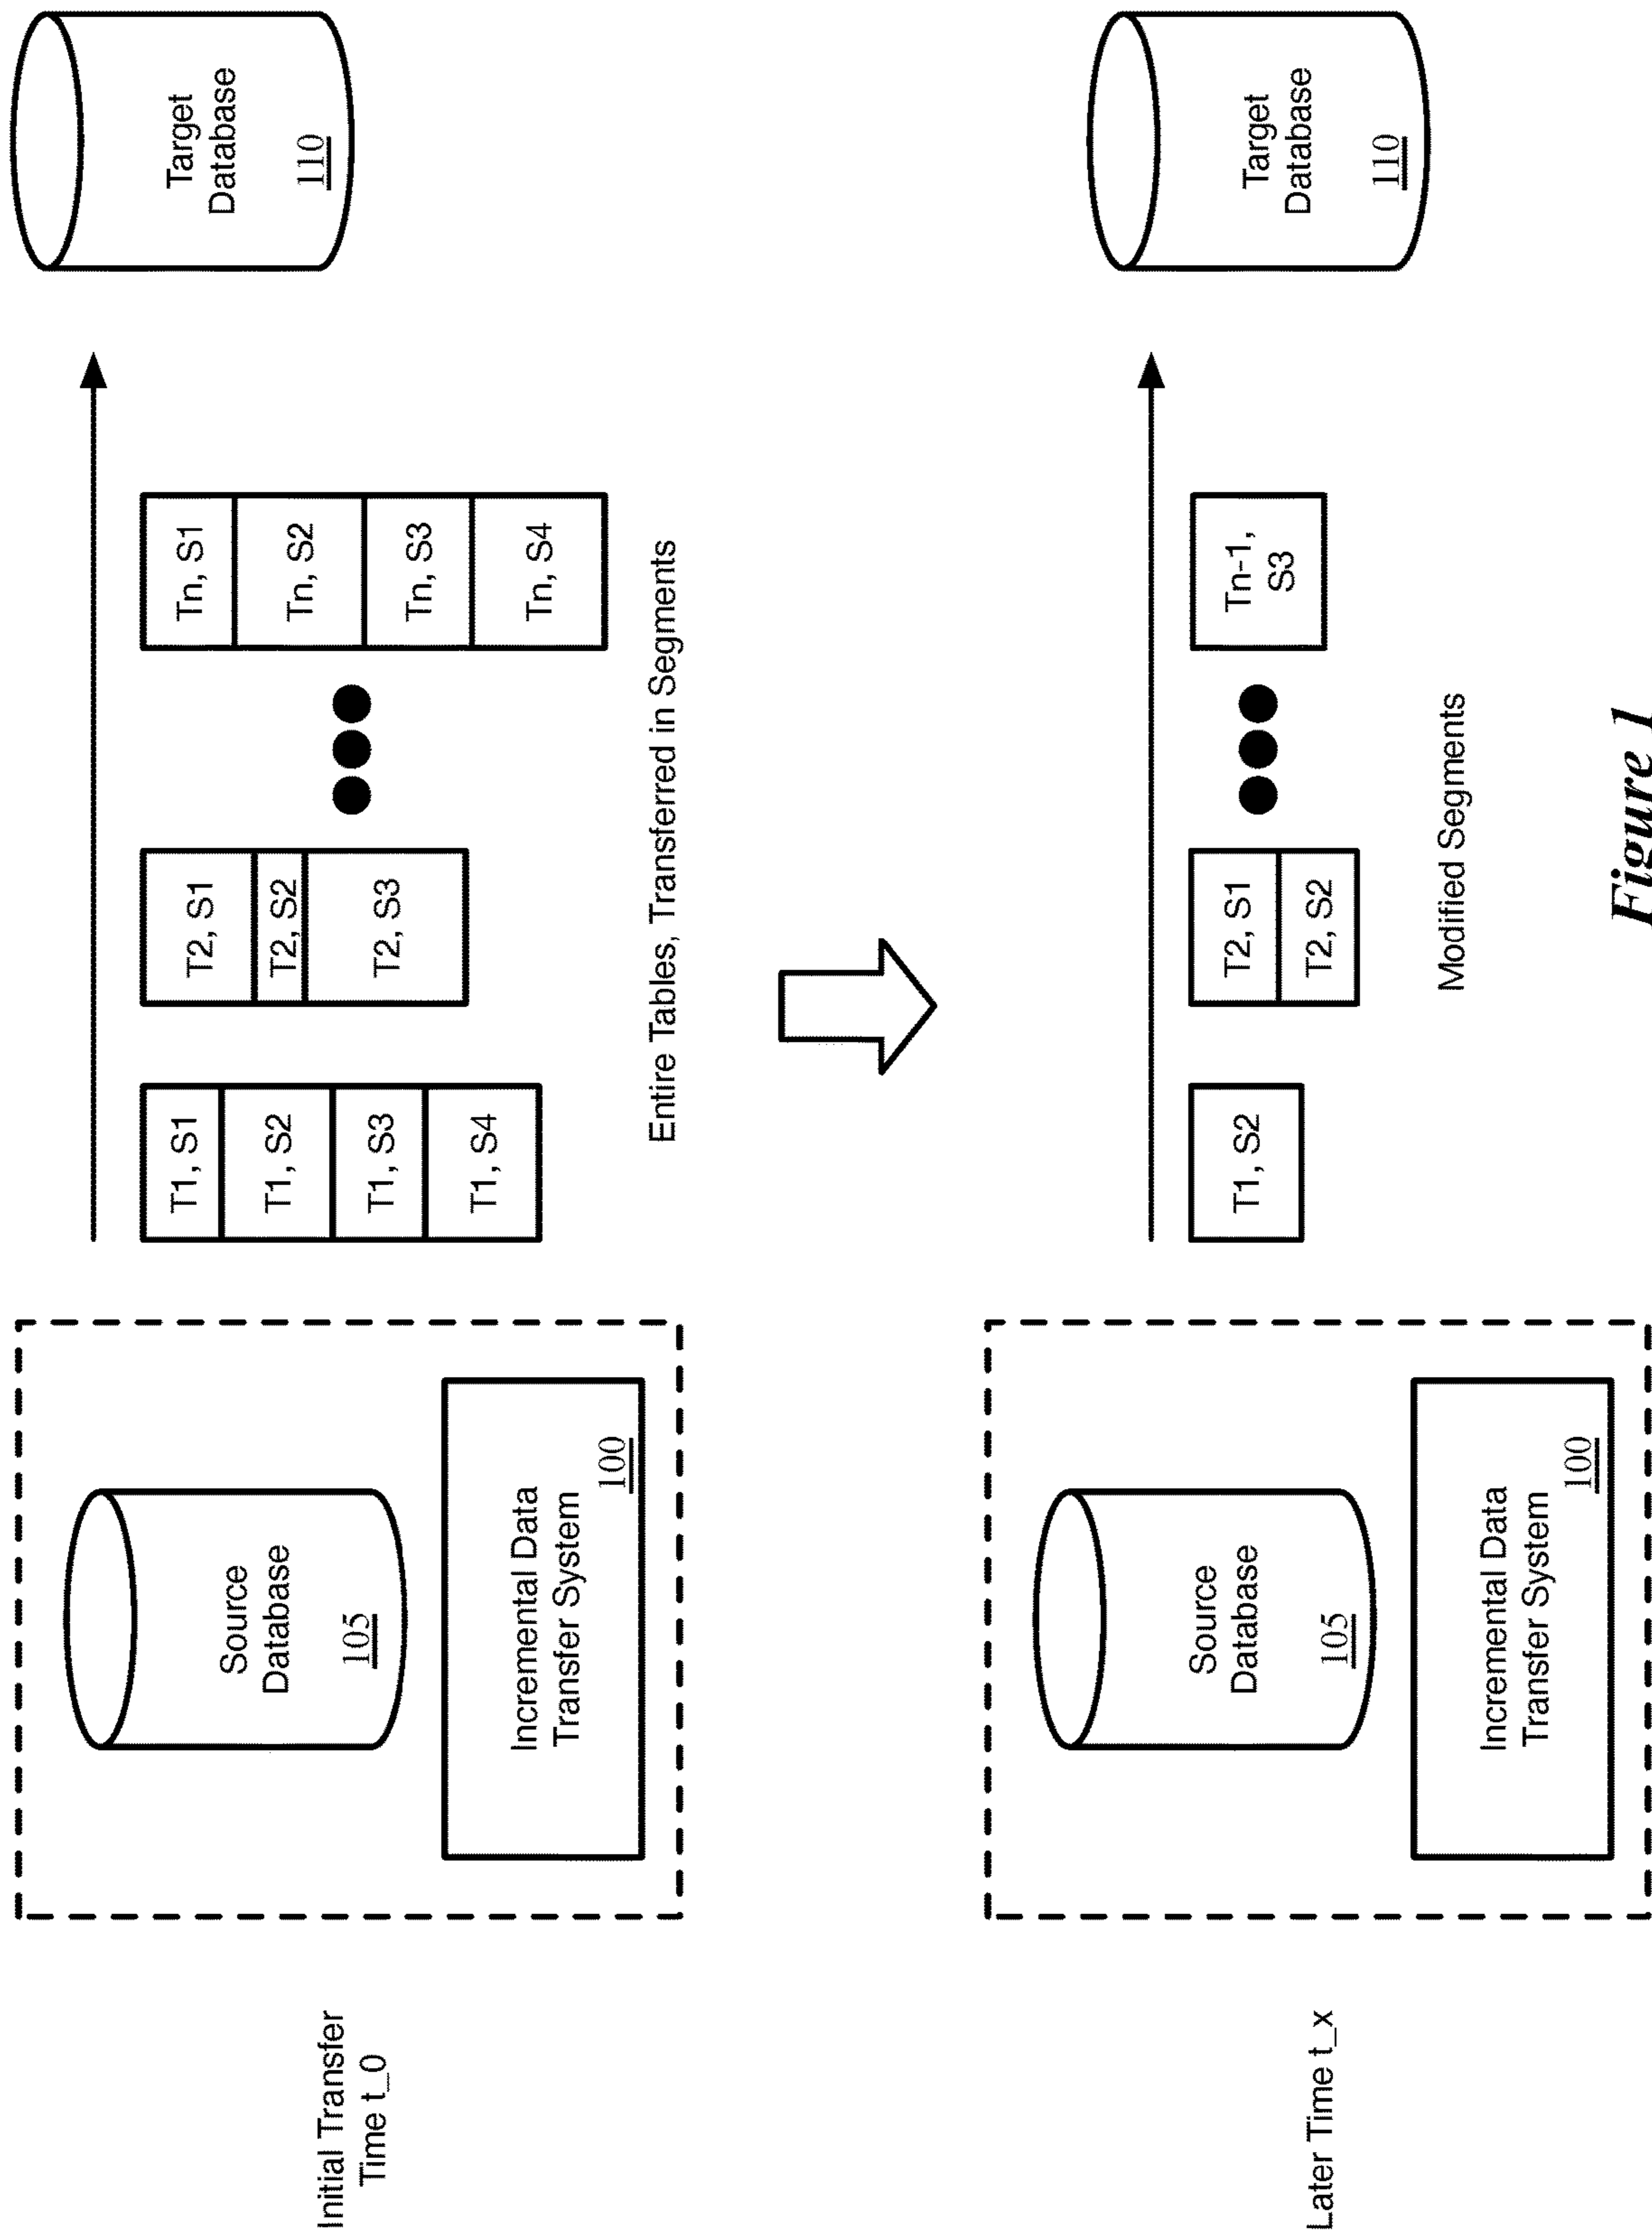 Initial Transfer
Time t_0
Source
Database
105
Incremental Data
Transfer System
100
T1, S1
T1, S2
T1, S3
T1, S4
T2, S1
T2, S2
T2, S3
Tn, S1
Tn, S2
Tn, S3
Tn, S4
Entire Tables, Transferred in Segments
Target
Database
110
Later Time t_x
Source
Database
105
Incremental Data
Transfer System
100
T1, S2
T2, S1
T2, S2
Tn-1,
S3
Modified Segments
Target
Database
110
Figure 1